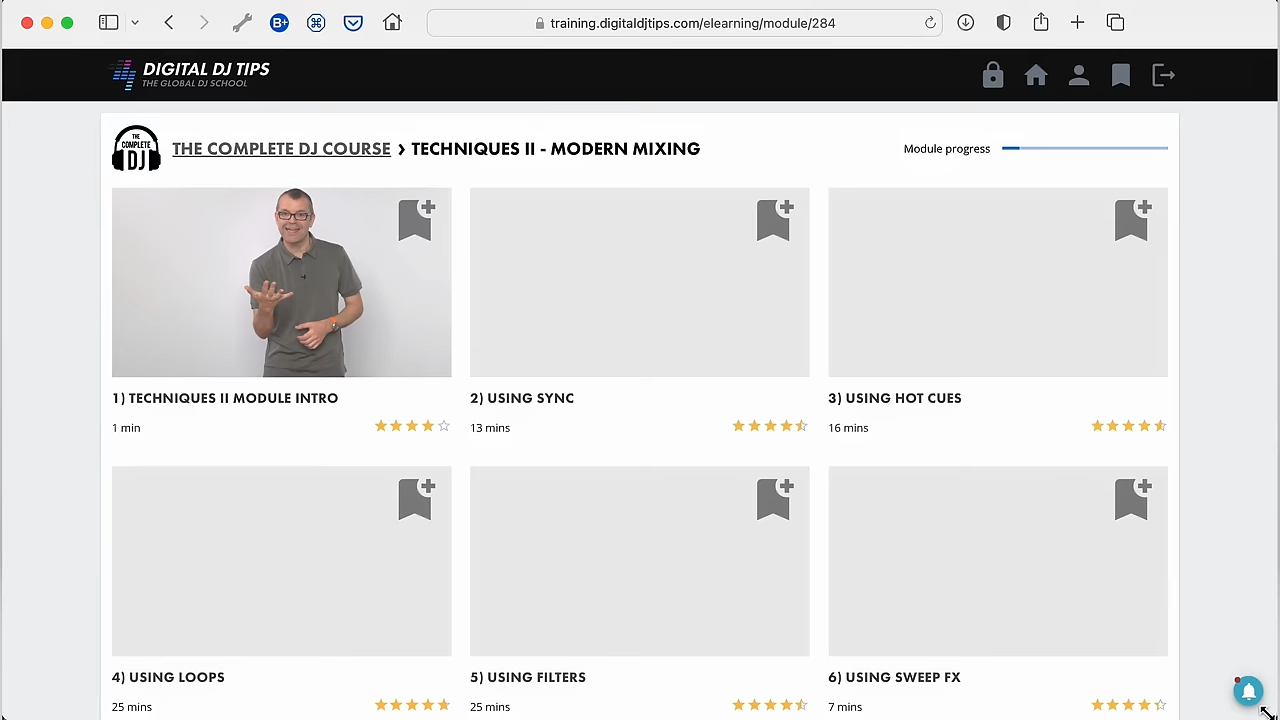 training.digitaldjtips.com/elearning/module/284
DIGITAL DJ TIPS
THE GLOBAL DJ SCHOOL
THE COMPLETE DJ
THE COMPLETE DJ COURSE › TECHNIQUES II - MODERN MIXING
Module progress
1) TECHNIQUES II MODULE INTRO
1 min
2) USING SYNC
13 mins
3) USING HOT CUES
16 mins
4) USING LOOPS
25 mins
5) USING FILTERS
25 mins
6) USING SWEEP FX
7 mins